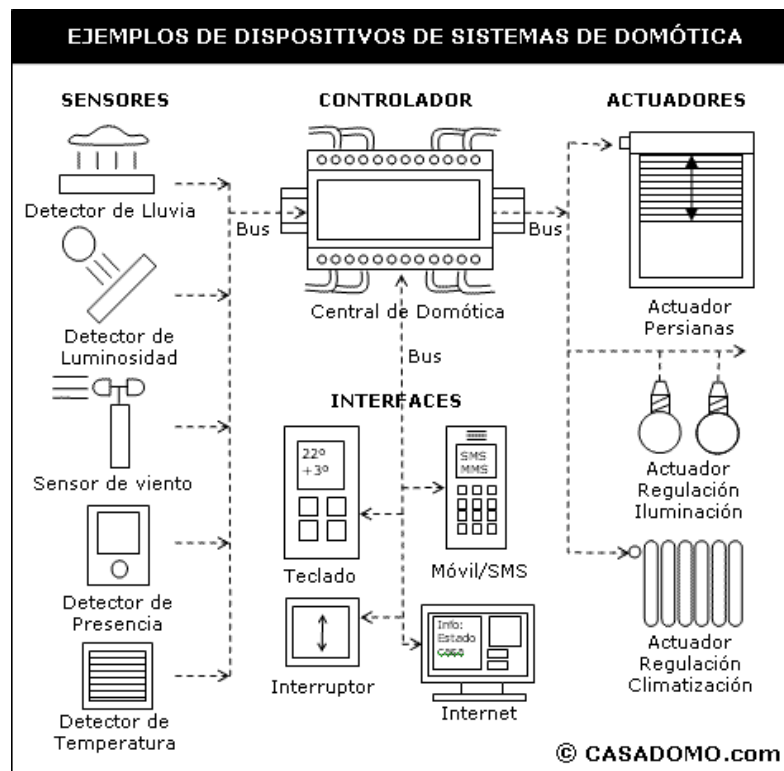 EJEMPLOS DE DISPOSITIVOS DE SISTEMAS DE DOMÓTICA
SENSORES
Detector de Lluvia
Detector de
Luminosidad
Sensor de viento
Detector de
Presencia
Detector de
Temperatura
Bus
CONTROLADOR
Central de Domótica
Bus
Bus
INTERFACES
22º
+3º
Teclado
SMS
MMS
Móvil/SMS
Interruptor
Info:
Estado
casa
Internet
ACTUADORES
Actuador
Persianas
Actuador
Regulación
Iluminación
Actuador
Regulación
Climatización
© CASADOMO.com